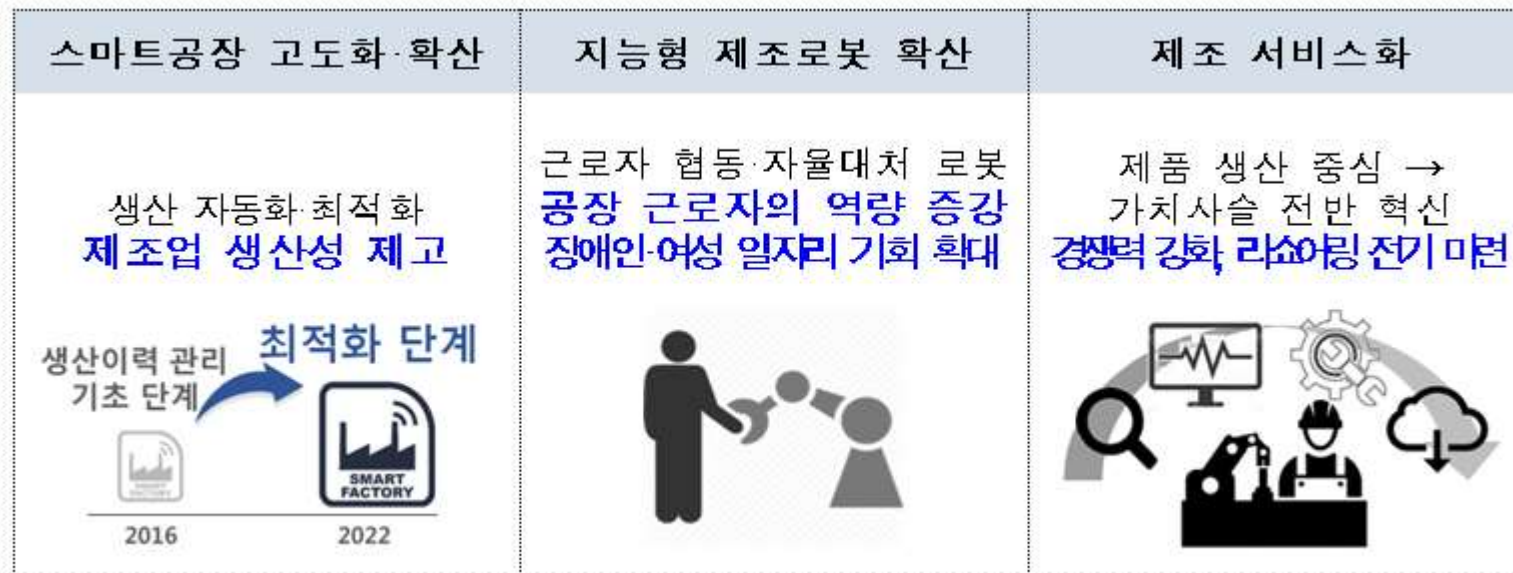 스마트공장 고도화·확산
생산 자동화·최적화
제조업 생산성 제고
생산이력 관리
기초 단계
최적화 단계
SMART
FACTORY
SMART
FACTORY
2016
2022
지능형 제조로봇 확산
근로자 협동·자율대처 로봇
공장 근로자의 역량 증강
장애인·여성 일자리 기회 확대
제조 서비스화
제품 생산 중심 →
가치사슬 전반 혁신
경쟁력 강화, 리쇼어링 전기 마련